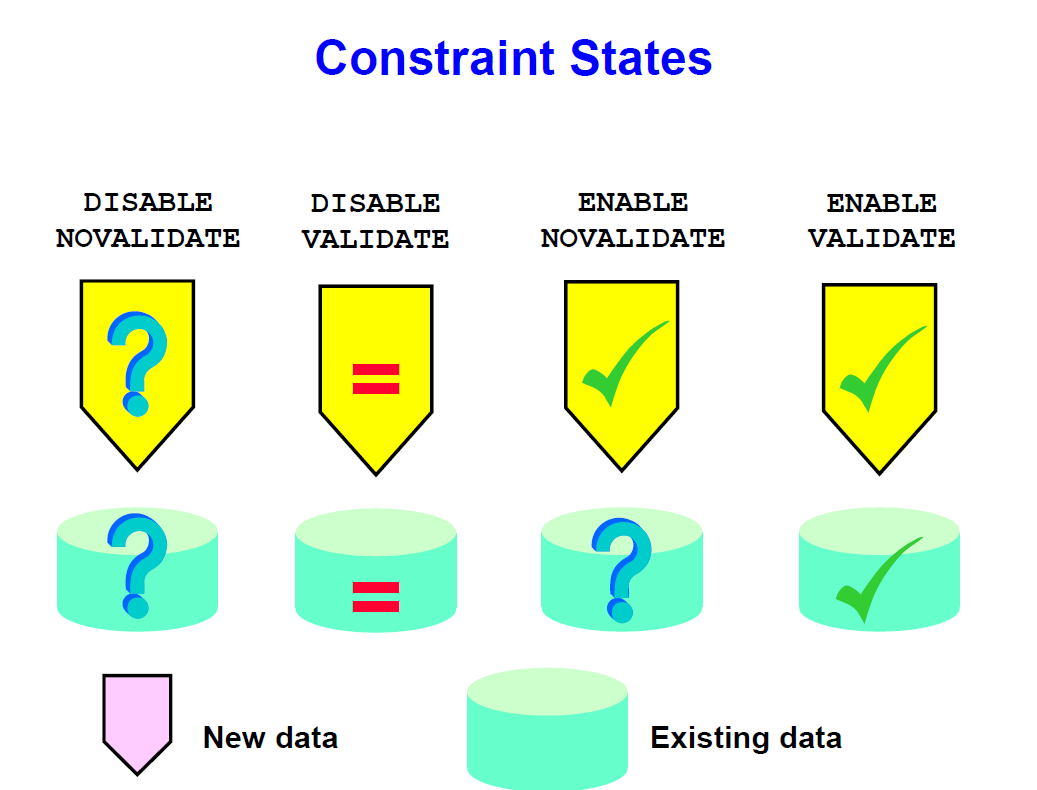 Constraint States
DISABLE
NOVALIDATE
DISABLE
VALIDATE
ENABLE
NOVALIDATE
ENABLE
VALIDATE
?
=
?
=
?
New data
Existing data